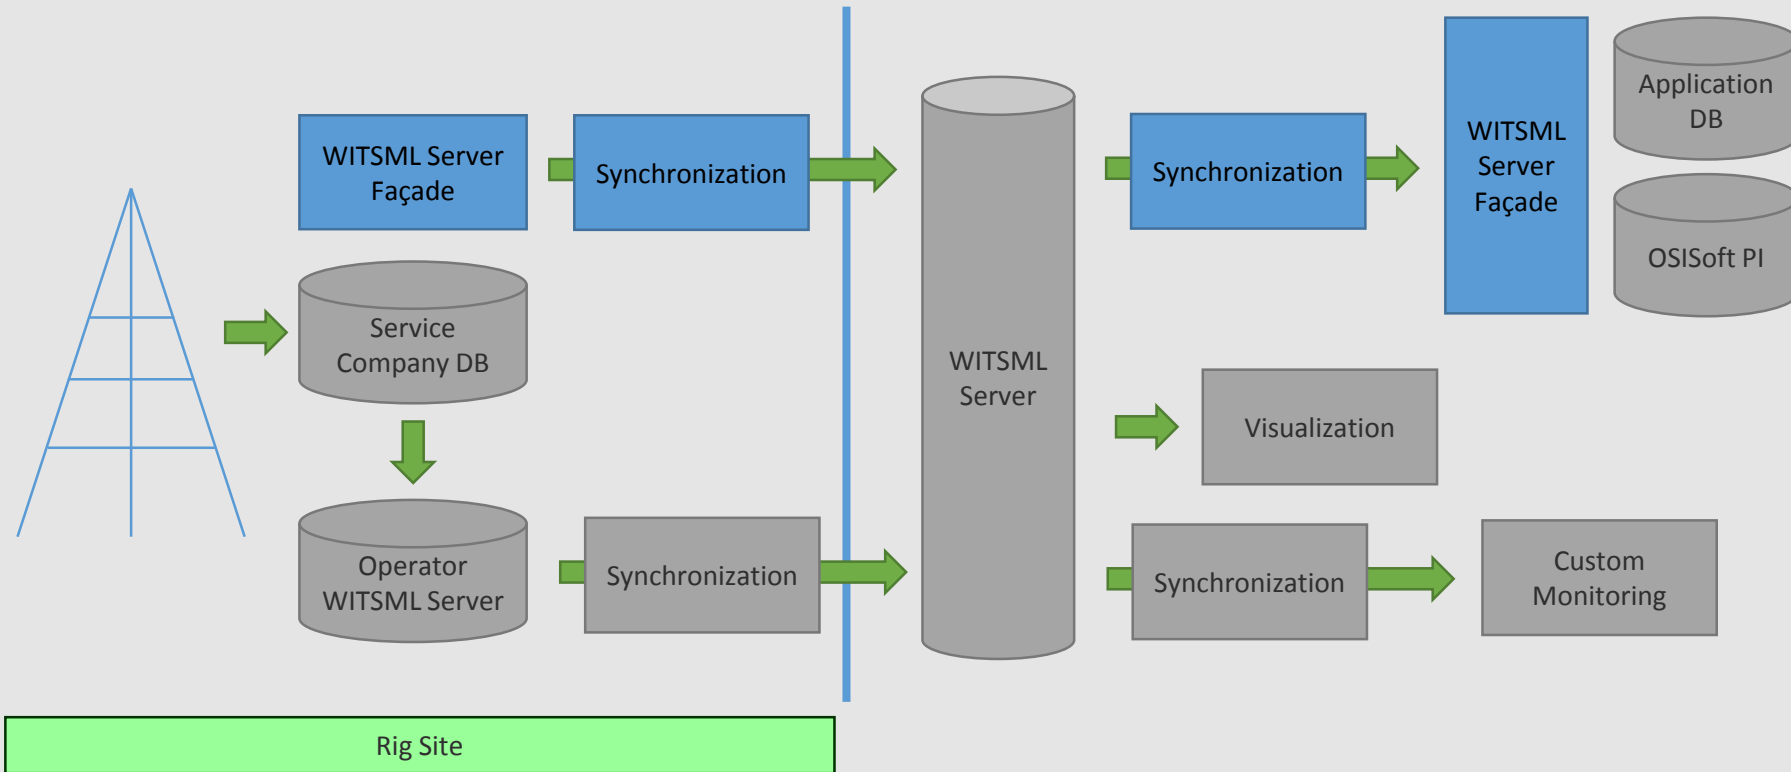 WITSML Server
Façade
Synchronization
Service
Company DB
Operator
WITSML Server
Synchronization
WITSML
Server
Synchronization
WITSML
Server
Façade
Application
DB
OSISoft PI
Visualization
Synchronization
Custom
Monitoring
Rig Site